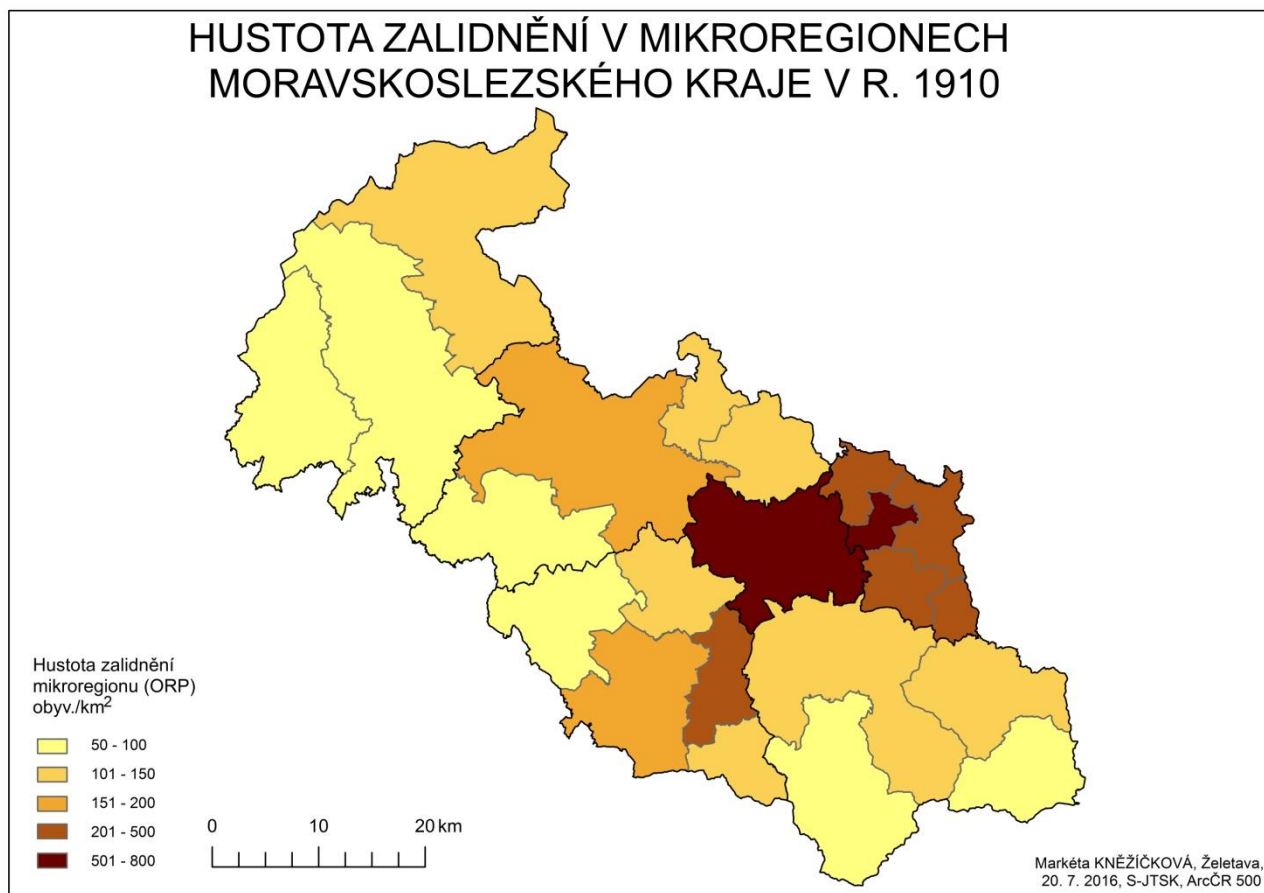 HUSTOTA ZALIDNĚNÍ V MIKROREGIONECH
MORAVSKOSLEZSKÉHO KRAJE V R. 1910
Hustota zalidnění
mikroregionu (ORP)
obyv./km²
50 - 100
101 - 150
151 - 200
201 - 500
501 - 800
0 10 20 km
Markéta KNĚŽÍČKOVÁ, Želetava,
20. 7. 2016, S-JTSK, ArcČR 500